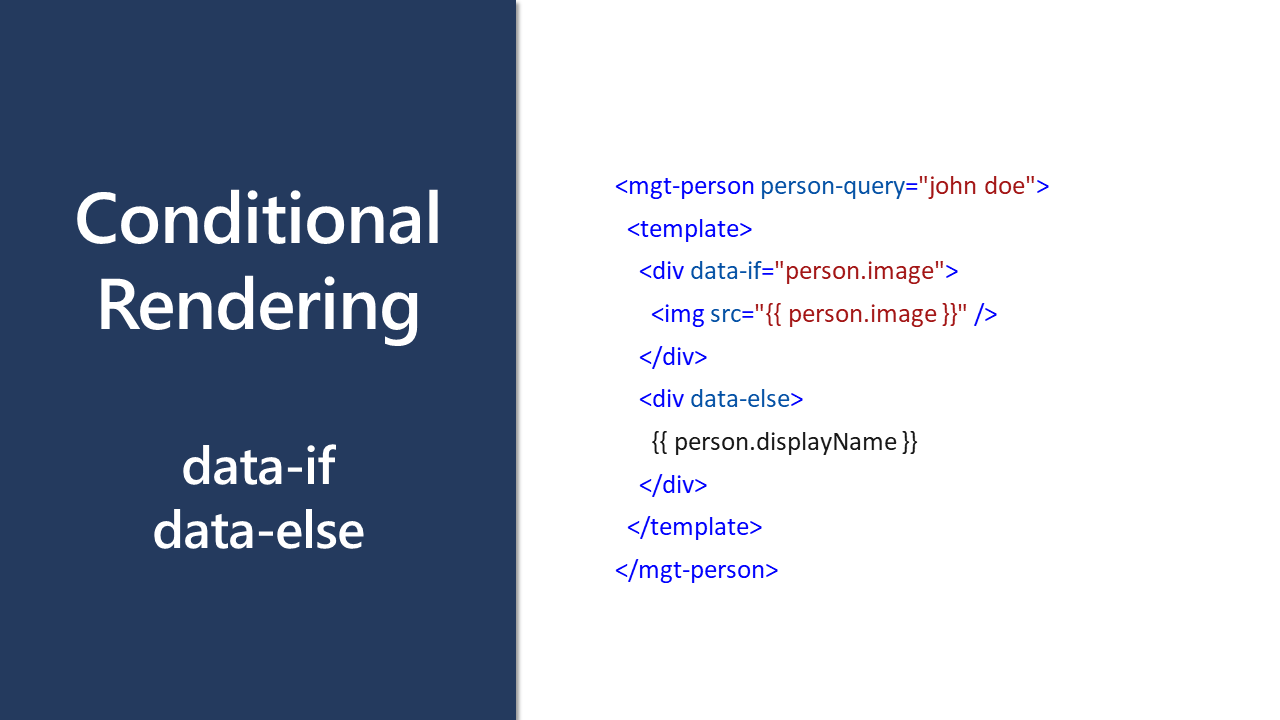 Conditional
Rendering
data-if
data-else
<mgt-person person-query="john doe">
<template>
<div data-if="person.image">
<img src="{{ person.image }}" />
</div>
<div data-else>
{{ person.displayName }}
</div>
</template>
</mgt-person>